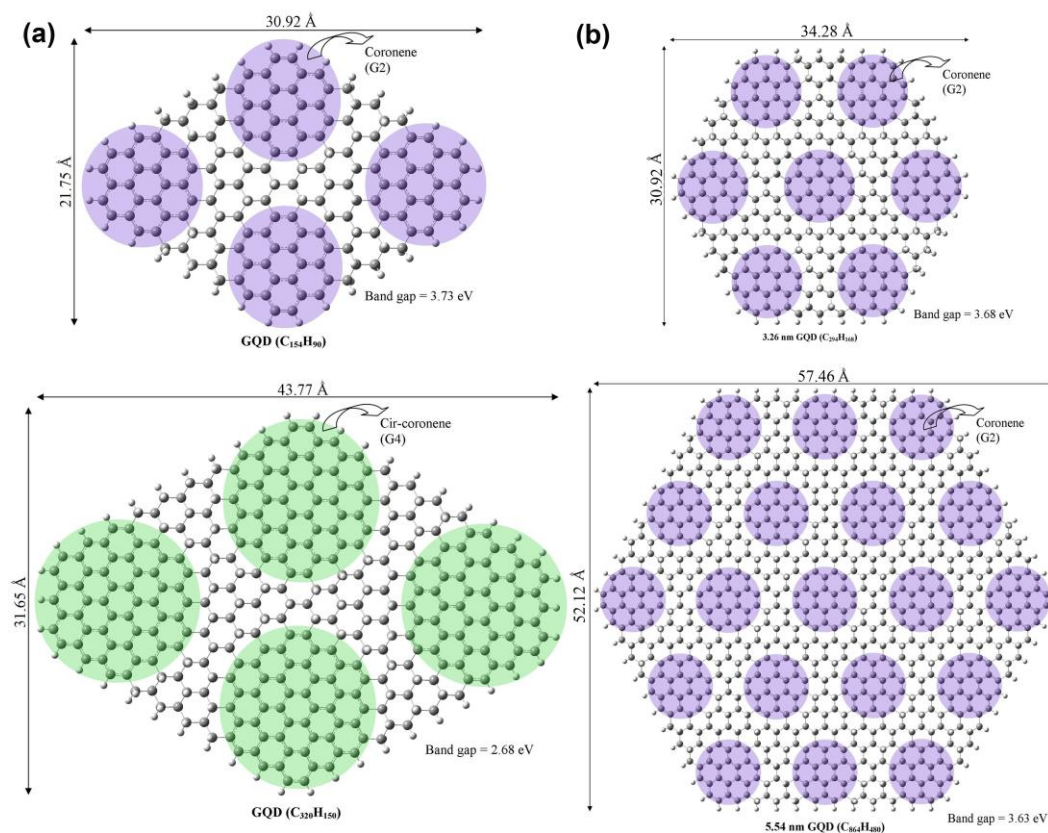 (a)
30.92 Å
Coronene
(G2)
21.75 Å
Band gap = 3.73 eV
GQD (C₁₅₄H₉₀)
43.77 Å
Cir-coronene
(G4)
31.65 Å
Band gap = 2.68 eV
GQD (C₃₂₀H₁₅₀)
(b)
34.28 Å
Coronene
(G2)
30.92 Å
Band gap = 3.68 eV
3.26 nm GQD (C₂₉₄H₁₆₈)
57.46 Å
Coronene
(G2)
52.12 Å
Band gap = 3.63 eV
5.54 nm GQD (C₈₆₄H₄₈₀)